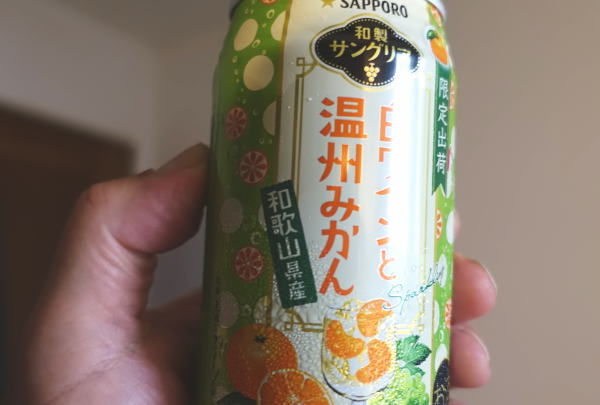 ★SAPPORO
和製
サングリア
限定出荷
白ワインと
温州みかん
和歌山県産
Sparkling